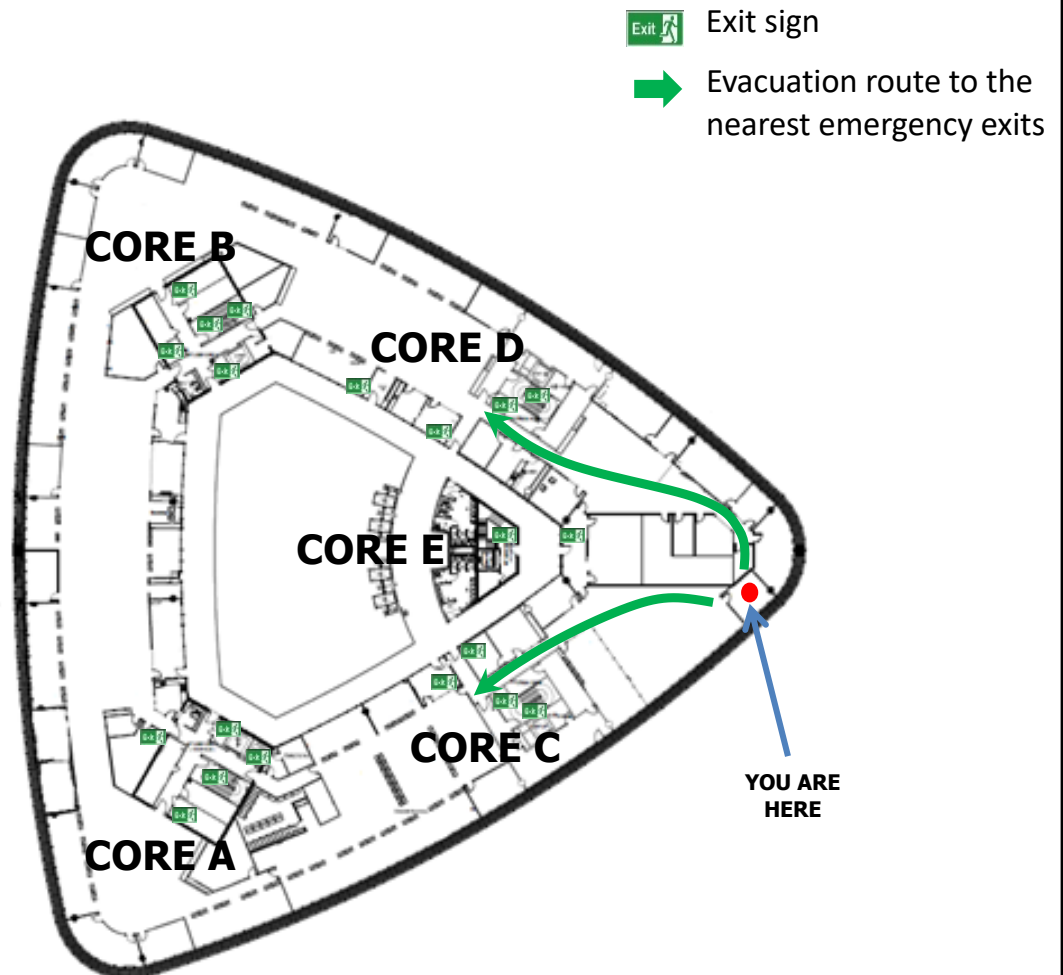 Exit
Exit sign
Evacuation route to the
nearest emergency exits
CORE B
CORE D
CORE E
CORE C
YOU ARE
HERE
CORE A